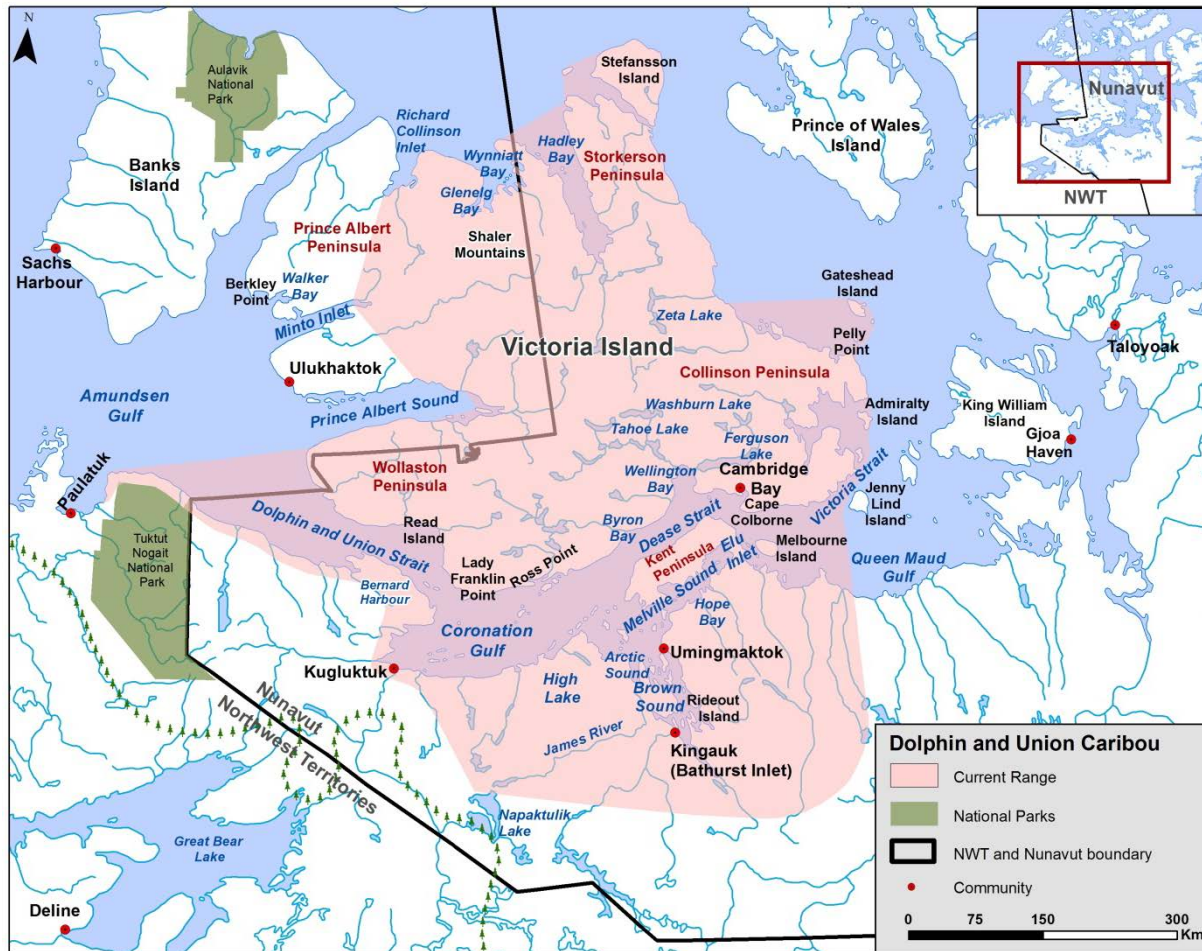 N
Aulavik
National
Park
Banks
Island
Sachs
Harbour
Richard
Collinson
Inlet
Wynniatt
Bay
Hadley
Bay
Stefansson
Island
Storkerson
Peninsula
Glenelg
Bay
Prince Albert
Peninsula
Shaler
Mountains
Prince of Wales
Island
Nunavut
NWT
Berkley
Point
Walker
Bay
Minto Inlet
Gateshead
Island
Zeta Lake
Pelly
Point
Taloyoak
Victoria Island
Ulukhaktok
Collinson Peninsula
Amundsen
Gulf
Prince Albert Sound
Washburn Lake
Admiralty
Island
King William
Island
Gjoa
Haven
Tahoe Lake
Ferguson
Lake
Paulatuk
Wollaston
Peninsula
Wellington
Bay
Cambridge
Bay
Cape
Colborne
Victoria Strait
Jenny
Lind
Island
Dolphin and Union Strait
Read
Island
Byron
Bay
Dease Strait
Tuktut
Nogait
National
Park
Lady
Franklin
Point
Ross Point
Kent
Peninsula
Elu
Inlet
Melbourne
Island
Queen Maud
Gulf
Bernard
Harbour
Melville Sound
Hope
Bay
Coronation
Gulf
Umingmaktok
Kugluktuk
Arctic
Sound
High
Lake
Brown
Sound
Rideout
Island
Nunavut
Northwest Territories
James River
Kingauk
(Bathurst Inlet)
Napaktulik
Lake
Great Bear
Lake
Deline
Dolphin and Union Caribou
Current Range
National Parks
NWT and Nunavut boundary
Community
0 75 150 300
Km